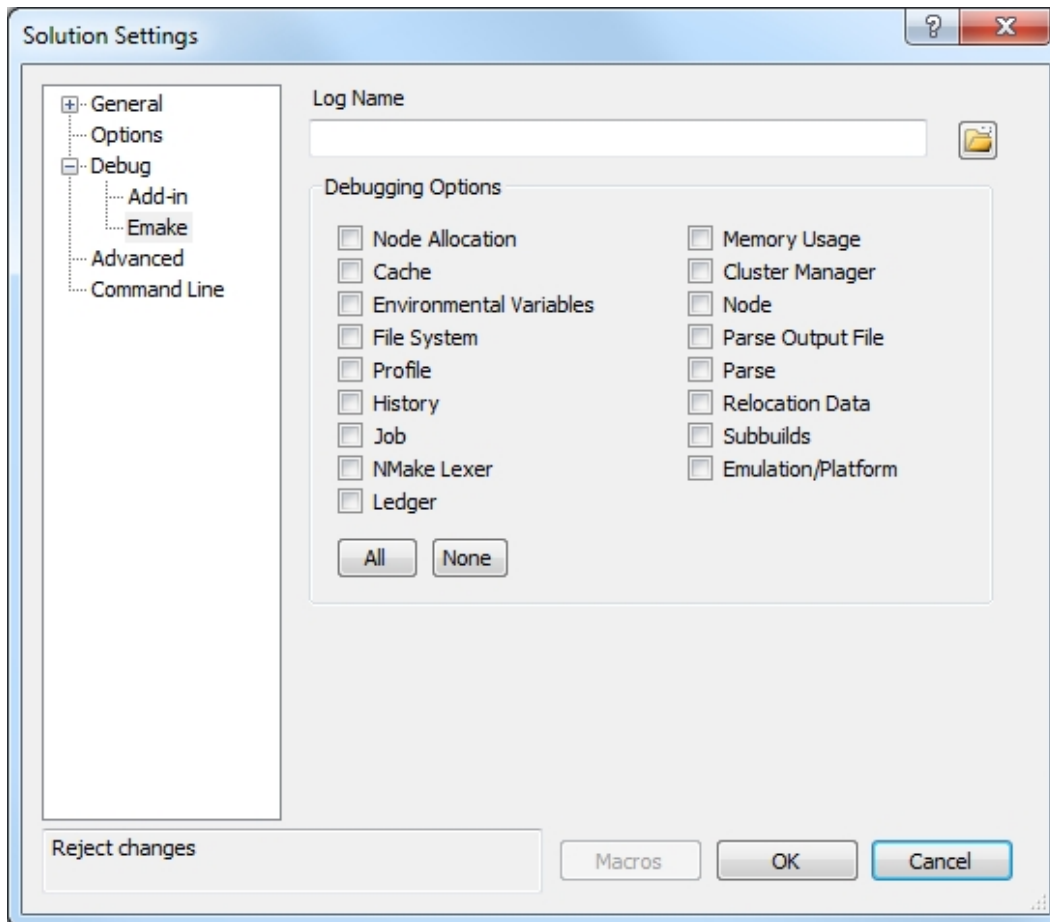 Solution Settings
General
Options
Debug
Add-in
Emake
Advanced
Command Line
Log Name
Debugging Options
Node Allocation
Cache
Environmental Variables
File System
Profile
History
Job
NMake Lexer
Ledger
Memory Usage
Cluster Manager
Node
Parse Output File
Parse
Relocation Data
Subbuilds
Emulation/Platform
All
None
Reject changes
Macros
OK
Cancel